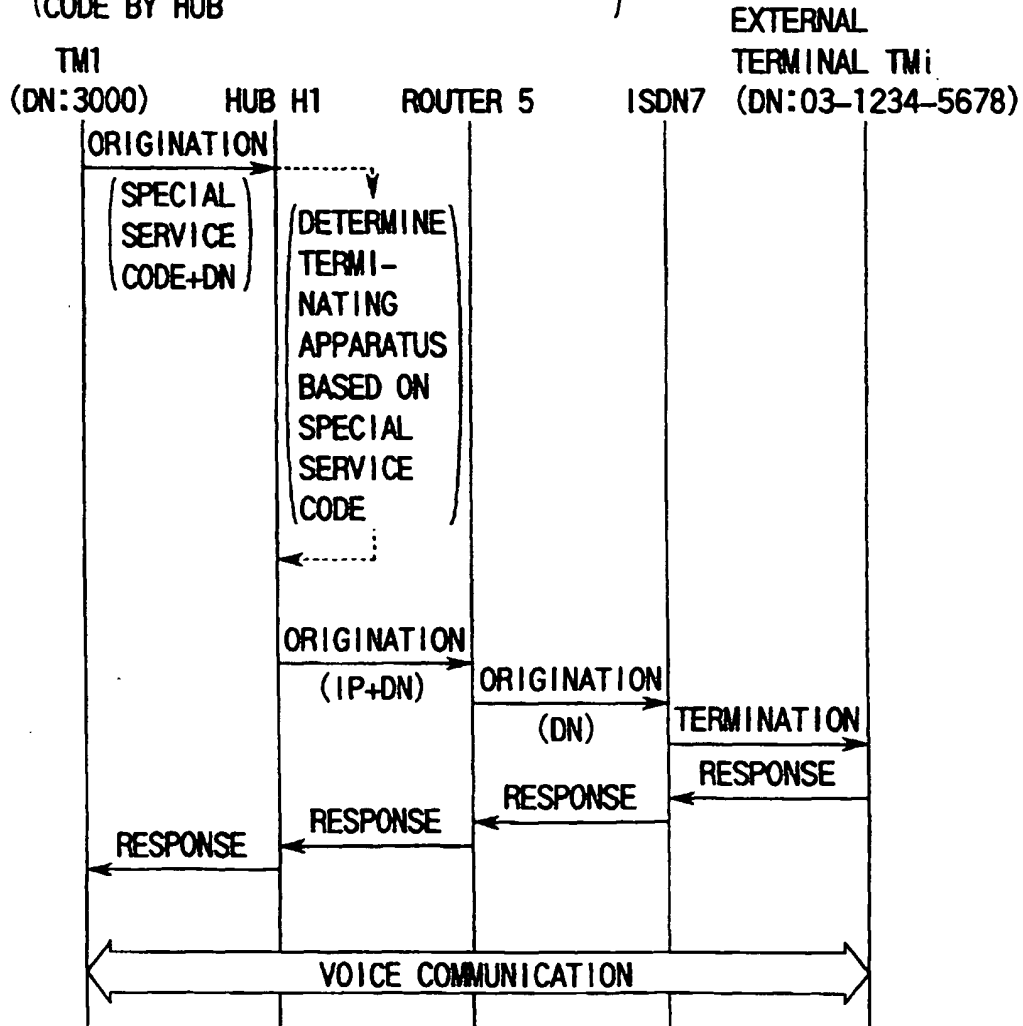 (CODE BY HUB )
EXTERNAL
TERMINAL TMi
TM1
(DN:3000)
HUB H1
ROUTER 5
ISDN7
(DN:03-1234-5678)
ORIGINATION
(SPECIAL
SERVICE
CODE+DN)
(DETERMINE
TERMI-
NATING
APPARATUS
BASED ON
SPECIAL
SERVICE
CODE)
ORIGINATION
(IP+DN)
ORIGINATION
(DN)
TERMINATION
RESPONSE
RESPONSE
RESPONSE
RESPONSE
VOICE COMMUNICATION